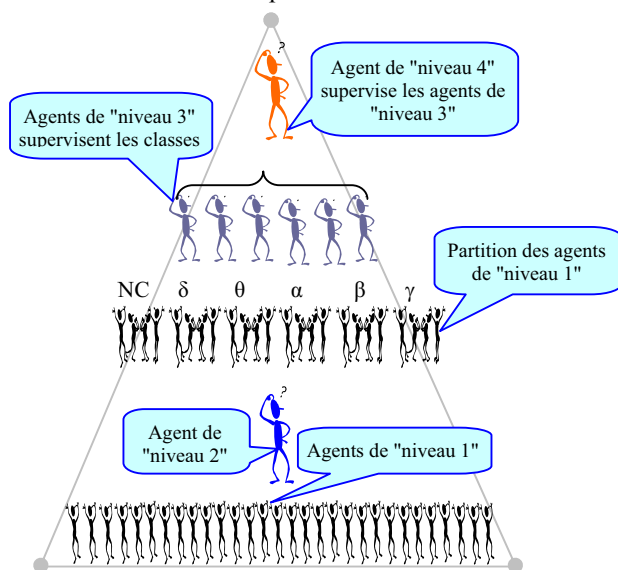 ?
Agent de "niveau 4"
supervise les agents de
"niveau 3"
Agents de "niveau 3"
supervisent les classes
Partition des agents
de "niveau 1"
NC δ θ α β γ
?
Agent de
"niveau 2"
Agents de "niveau 1"